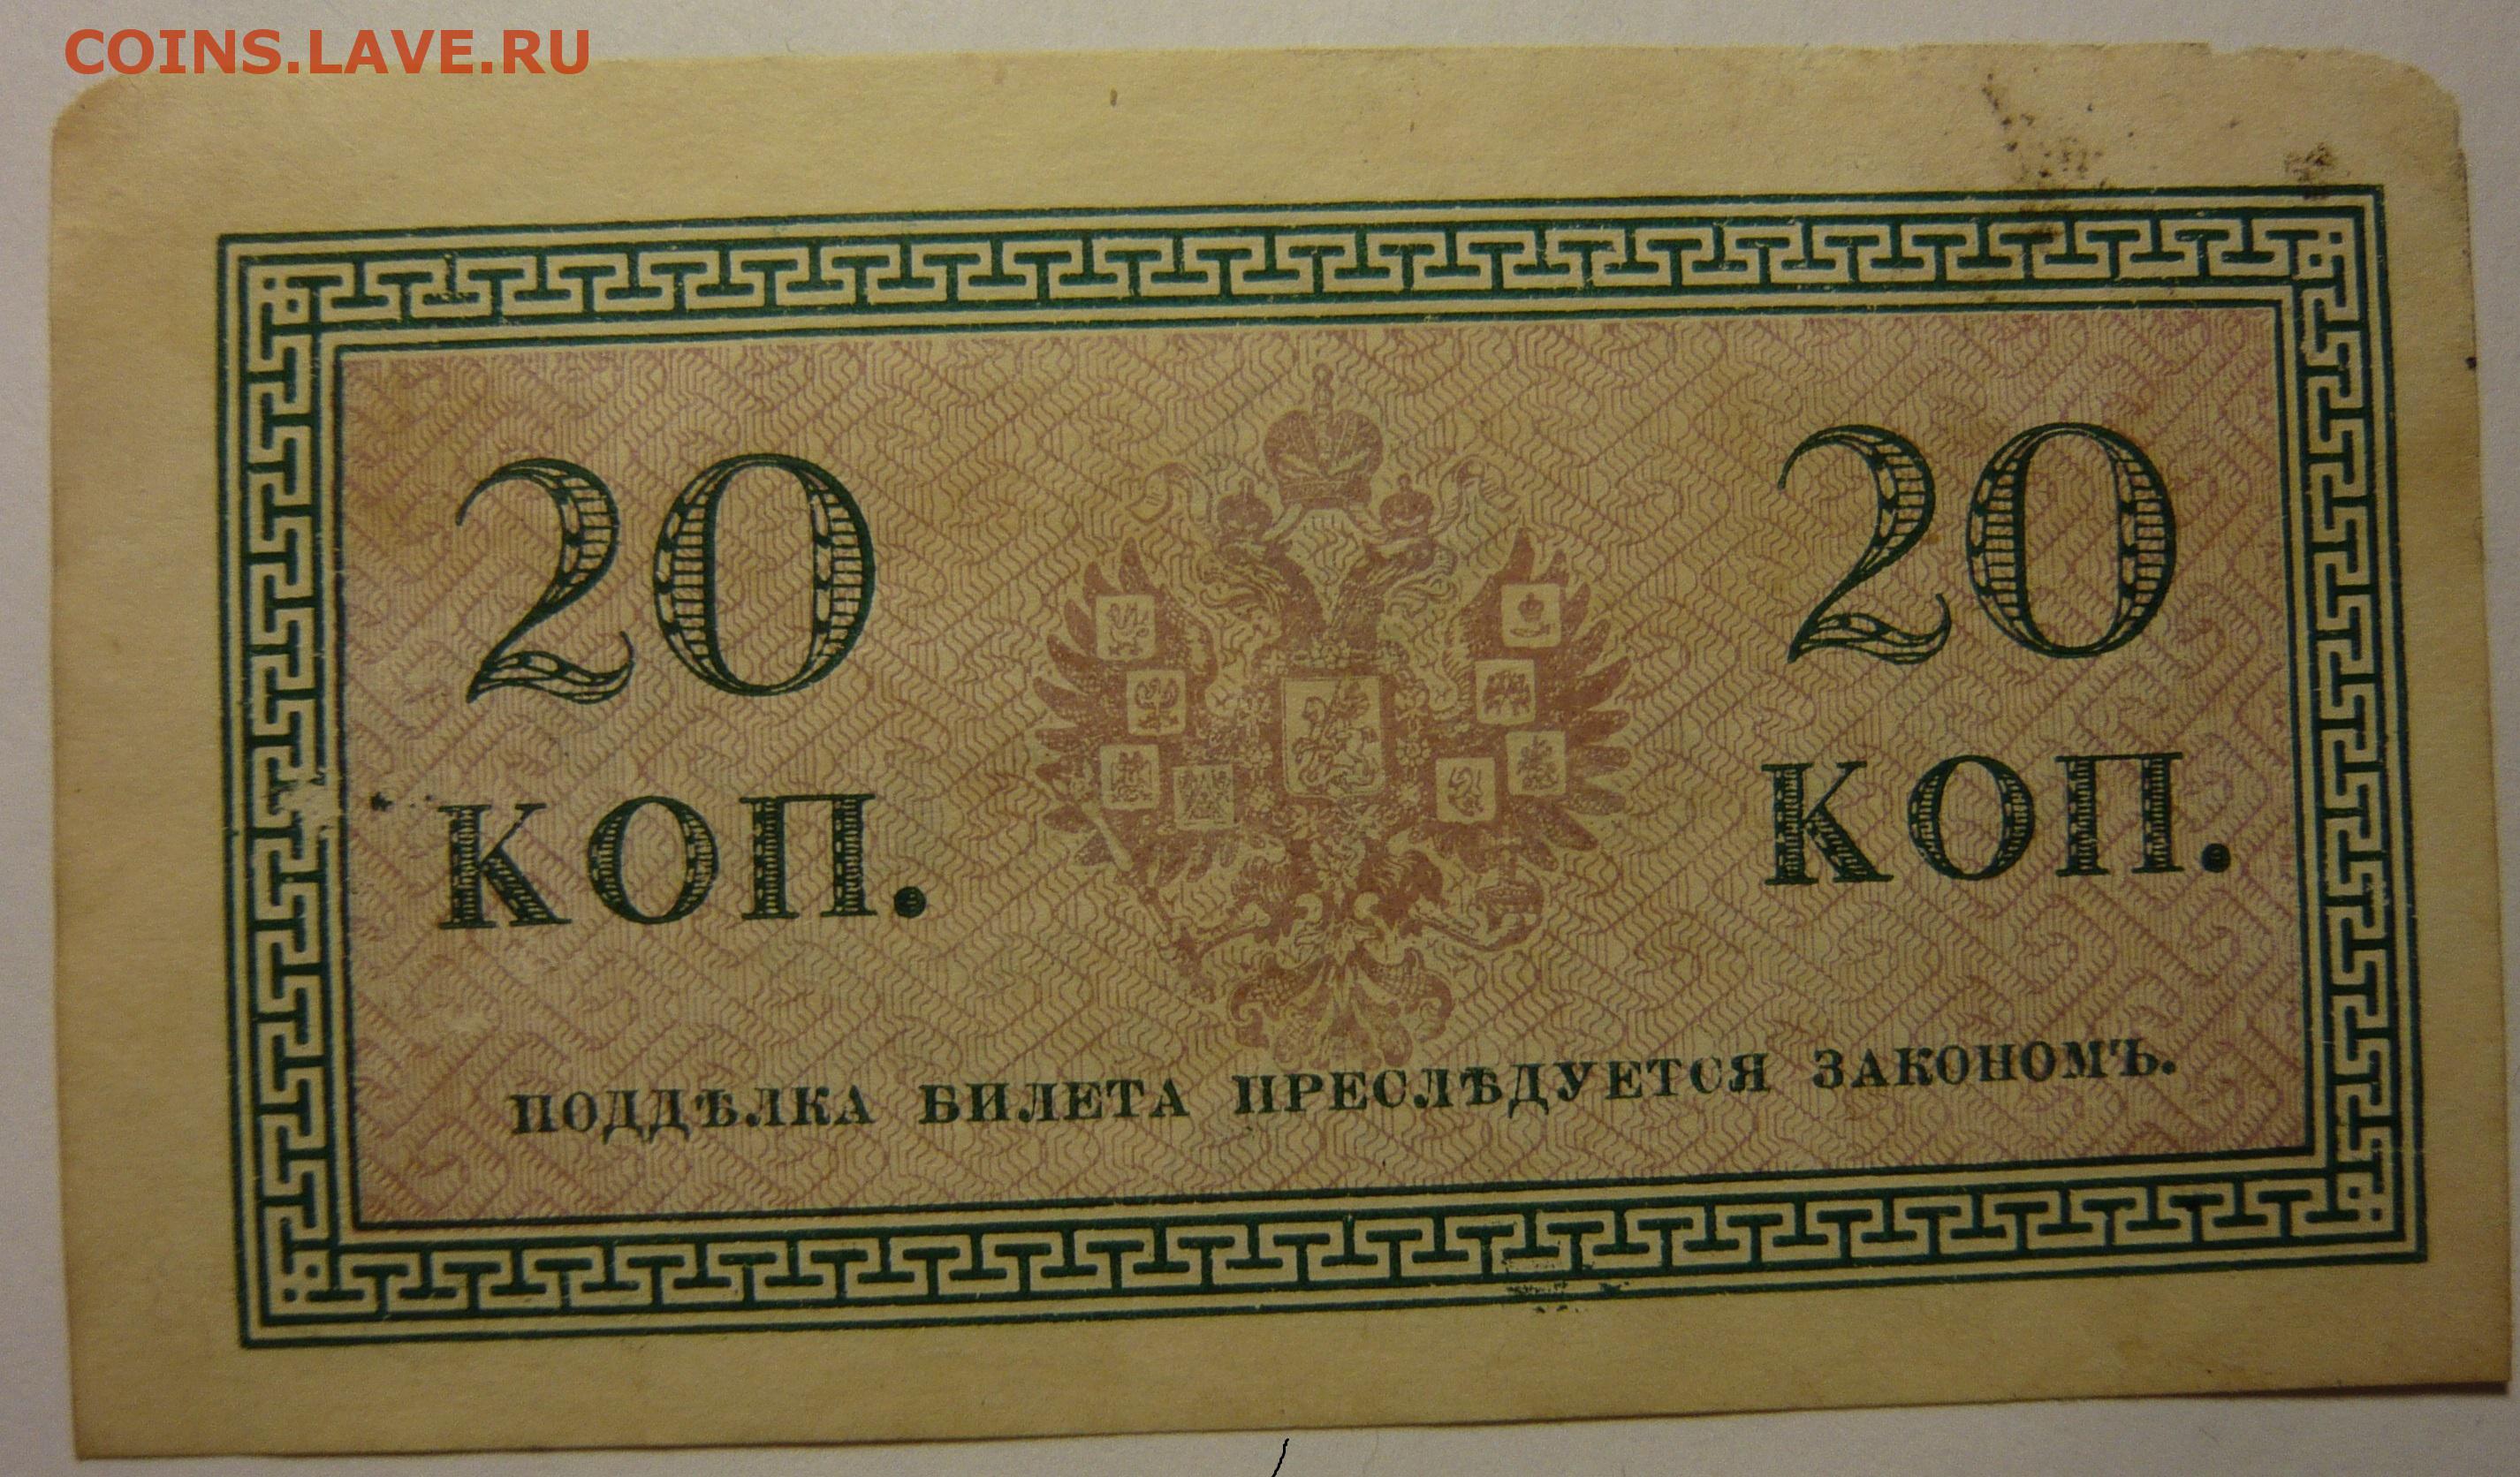 COINS.LAVE.RU
20 20
КОП. КОП.
ПОДДѢЛКА БИЛЕТА ПРЕСЛѢДУЕТСЯ ЗАКОНОМЪ.